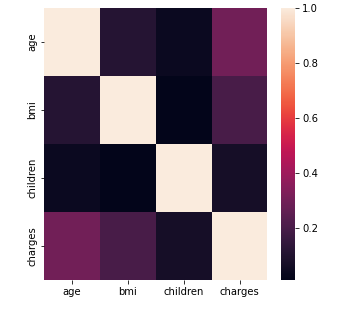 1.0
age
0.8
bmi
0.6
children
0.4
charges
0.2
age bmi children charges